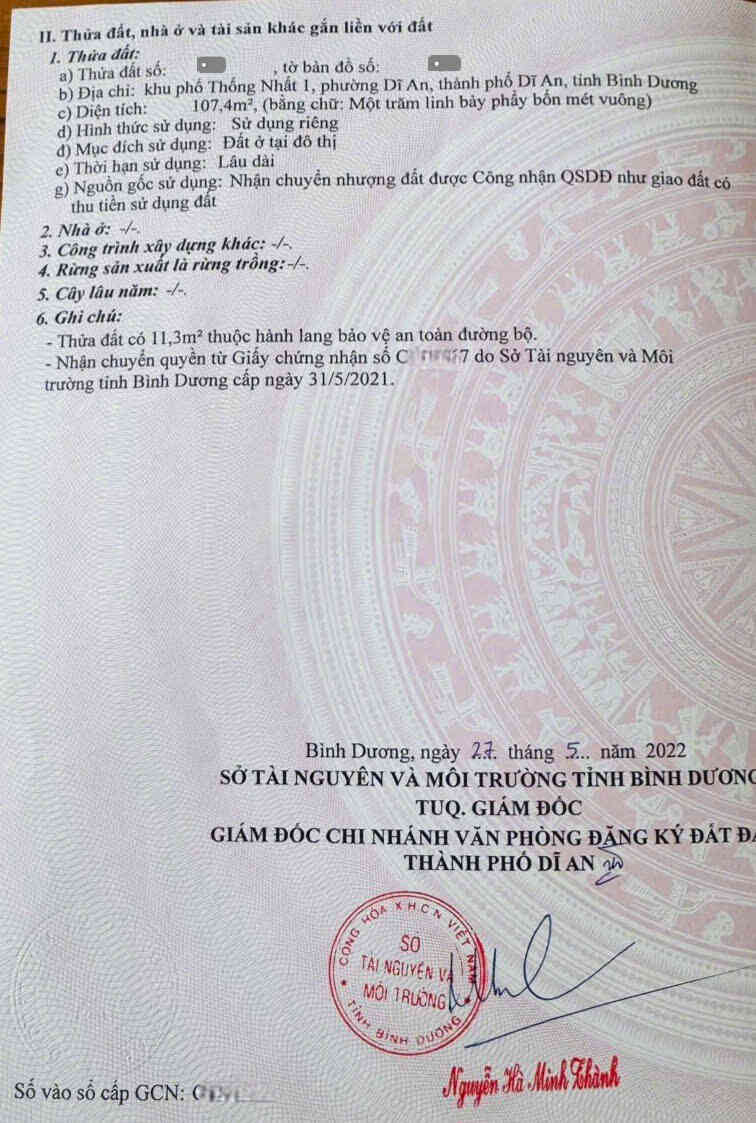 II. Thửa đất, nhà ở và tài sản khác gắn liền với đất
1. Thửa đất:
a) Thửa đất số: , tờ bản đồ số:
b) Địa chỉ: khu phố Thống Nhất 1, phường Dĩ An, thành phố Dĩ An, tỉnh Bình Dương
c) Diện tích: 107,4m², (bằng chữ: Một trăm linh bảy phẩy bốn mét vuông)
d) Hình thức sử dụng: Sử dụng riêng
đ) Mục đích sử dụng: Đất ở tại đô thị
e) Thời hạn sử dụng: Lâu dài
g) Nguồn gốc sử dụng: Nhận chuyển nhượng đất được Công nhận QSDĐ như giao đất có
thu tiền sử dụng đất
2. Nhà ở: -/-.
3. Công trình xây dựng khác: -/-.
4. Rừng sản xuất là rừng trồng: -/-.
5. Cây lâu năm: -/-.
6. Ghi chú:
- Thửa đất có 11,3m² thuộc hành lang bảo vệ an toàn đường bộ.
- Nhận chuyển quyền từ Giấy chứng nhận số C 7 do Sở Tài nguyên và Môi
trường tỉnh Bình Dương cấp ngày 31/5/2021.
Bình Dương, ngày 27 tháng 5... năm 2022
SỞ TÀI NGUYÊN VÀ MÔI TRƯỜNG TỈNH BÌNH DƯƠNG
TUQ. GIÁM ĐỐC
GIÁM ĐỐC CHI NHÁNH VĂN PHÒNG ĐĂNG KÝ ĐẤT ĐA
THÀNH PHỐ DĨ AN
CỘNG HÒA X.H.C.N VIỆT NAM
SỞ
TÀI NGUYÊN VÀ
MÔI TRƯỜNG
TỈNH BÌNH DƯƠNG
Nguyễn Hà Minh Thành
Số vào sổ cấp GCN: C